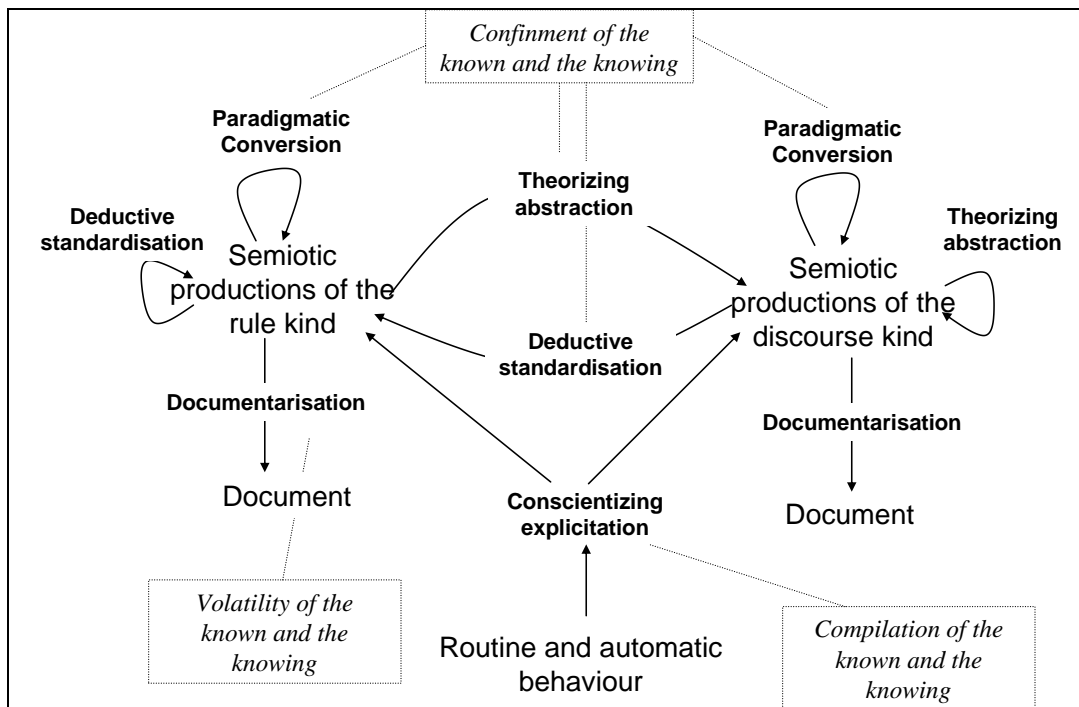 Confinment of the
known and the knowing
Paradigmatic
Conversion
Paradigmatic
Conversion
Theorizing
abstraction
Deductive
standardisation
Theorizing
abstraction
Semiotic
productions of the
rule kind
Semiotic
productions of the
discourse kind
Deductive
standardisation
Documentarisation
Documentarisation
Document
Conscientizing
explicitation
Document
Volatility of the
known and the
knowing
Routine and automatic
behaviour
Compilation of the
known and the
knowing